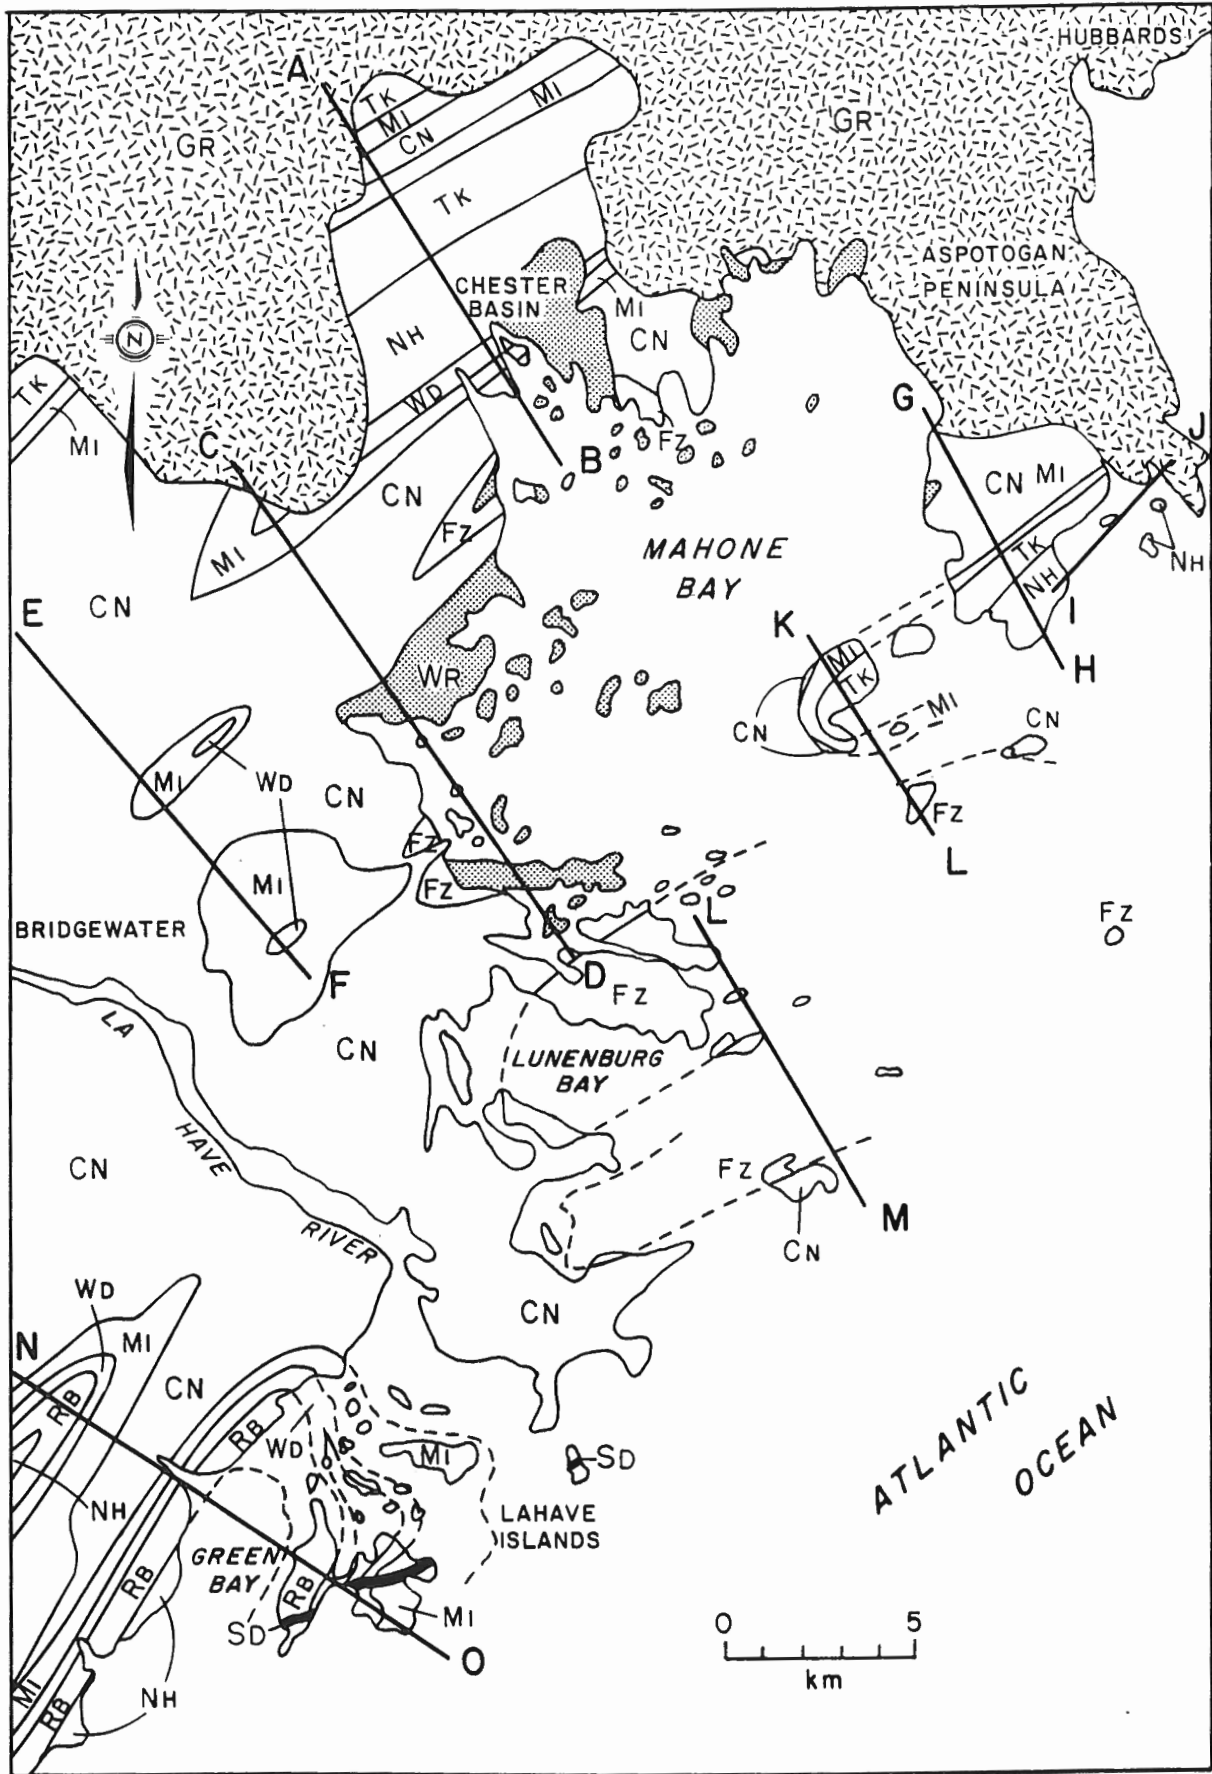 HUBBARDS
A
TK
MI
MI
CN
GR
GR
TK
ASPOTOGAN
PENINSULA
CHESTER
BASIN
N
MI
NH
CN
TK
WD
G
MI
J
C
FZ
B
CN
CN
MI
FZ
MAHONE
BAY
TK
NH
NH
MI
CN
E
I
K
H
MI
WR
TK
MI
CN
CN
MI
WD
CN
FZ
FZ
L
MI
FZ
FZ
L
BRIDGEWATER
D
F
FZ
LA
CN
LUNENBURG
BAY
HAVE
CN
FZ
M
RIVER
CN
WD
CN
N
MI
CN
RB
RB
WD
MI
SD
ATLANTIC
OCEAN
NH
LAHAVE
ISLANDS
GREEN
BAY
RB
RB
MI
SD
O
0 5
km
MI
RB
NH